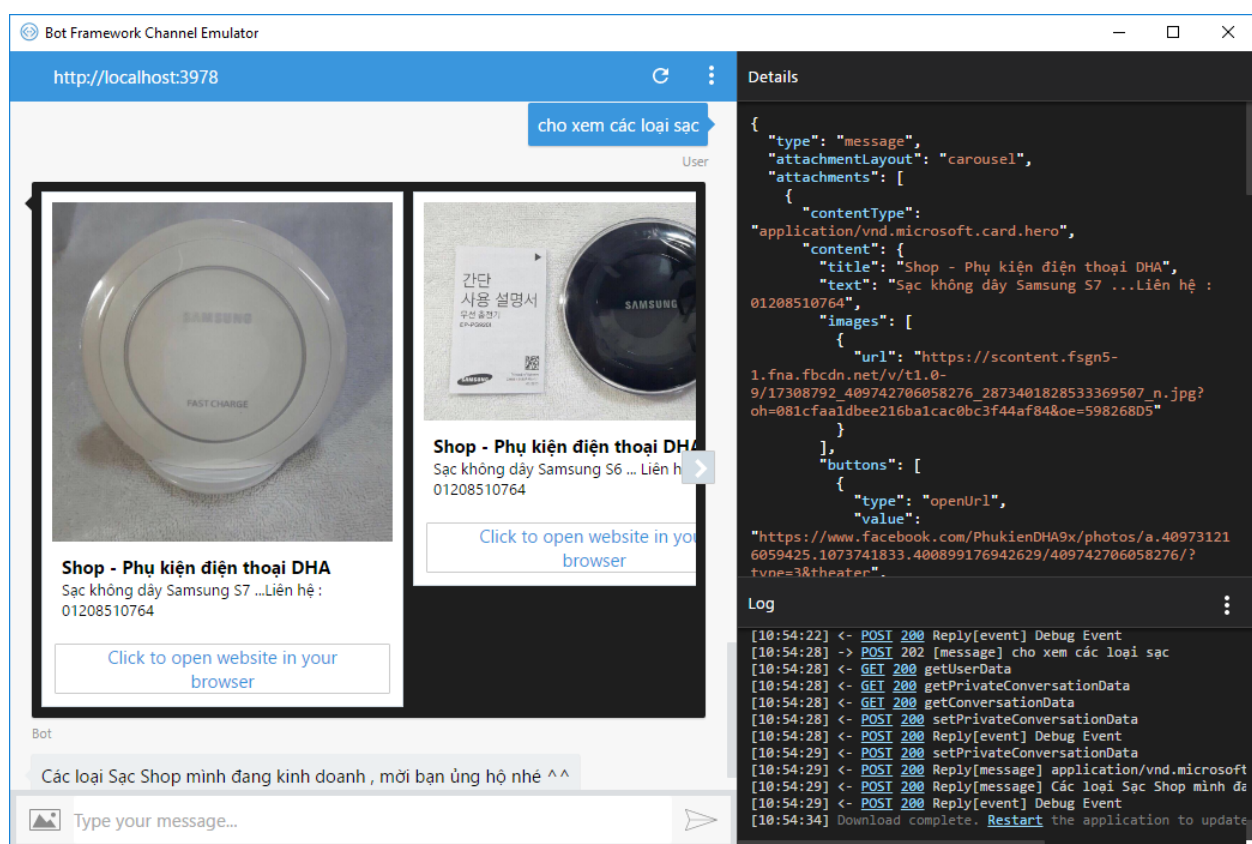 Bot Framework Channel Emulator
http://localhost:3978
cho xem các loại sạc
User
SAMSUNG
FAST CHARGE
Shop - Phụ kiện điện thoại DHA
Sạc không dây Samsung S7 ...Liên hệ :
01208510764
Click to open website in your
browser
간단
사용 설명서
무선 충전기
SAMSUNG
SAMSUNG
Shop - Phụ kiện điện thoại DHA
Sạc không dây Samsung S6 ... Liên h
01208510764
Click to open website in you
browser
Bot
Các loại Sạc Shop mình đang kinh doanh , mời bạn ủng hộ nhé ^^
Type your message...
Details
{
"type": "message",
"attachmentLayout": "carousel",
"attachments": [
{
"contentType":
"application/vnd.microsoft.card.hero",
"content": {
"title": "Shop - Phụ kiện điện thoại DHA",
"text": "Sạc không dây Samsung S7 ...Liên hệ :
01208510764",
"images": [
{
"url": "https://scontent.fsgn5-
1.fna.fbcdn.net/v/t1.0-
9/17308792_409742706058276_2873401828533369507_n.jpg?
oh=081cfaa1dbee216ba1cac0bc3f44af84&oe=598268D5"
}
],
"buttons": [
{
"type": "openUrl",
"value":
"https://www.facebook.com/PhukienDHA9x/photos/a.40973121
6059425.1073741833.400899176942629/409742706058276/?
type=3&theater",
Log
[10:54:22] <- POST 200 Reply[event] Debug Event
[10:54:28] -> POST 202 [message] cho xem các loại sạc
[10:54:28] <- GET 200 getUserData
[10:54:28] <- GET 200 getPrivateConversationData
[10:54:28] <- GET 200 getConversationData
[10:54:28] <- POST 200 setPrivateConversationData
[10:54:28] <- POST 200 Reply[event] Debug Event
[10:54:29] <- POST 200 setPrivateConversationData
[10:54:29] <- POST 200 Reply[message] application/vnd.microsoft
[10:54:29] <- POST 200 Reply[message] Các loại Sạc Shop mình đa
[10:54:29] <- POST 200 Reply[event] Debug Event
[10:54:34] Download complete. Restart the application to update